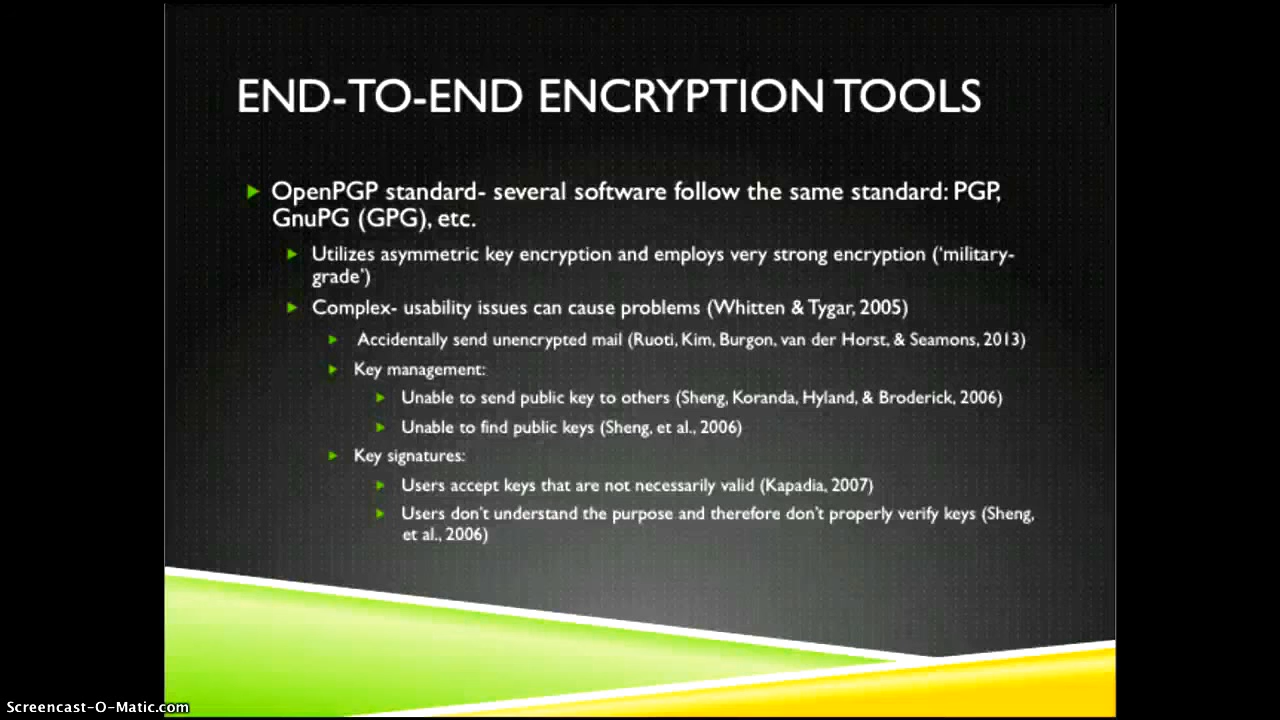 END-TO-END ENCRYPTION TOOLS
OpenPGP standard- several software follow the same standard: PGP,
GnuPG (GPG), etc.
Utilizes asymmetric key encryption and employs very strong encryption ('military-
grade')
Complex- usability issues can cause problems (Whitten & Tygar, 2005)
Accidentally send unencrypted mail (Ruoti, Kim, Burgon, van der Horst, & Seamons, 2013)
Key management:
Unable to send public key to others (Sheng, Koranda, Hyland, & Broderick, 2006)
Unable to find public keys (Sheng, et al., 2006)
Key signatures:
Users accept keys that are not necessarily valid (Kapadia, 2007)
Users don't understand the purpose and therefore don't properly verify keys (Sheng,
et al., 2006)
Screencast-O-Matic.com